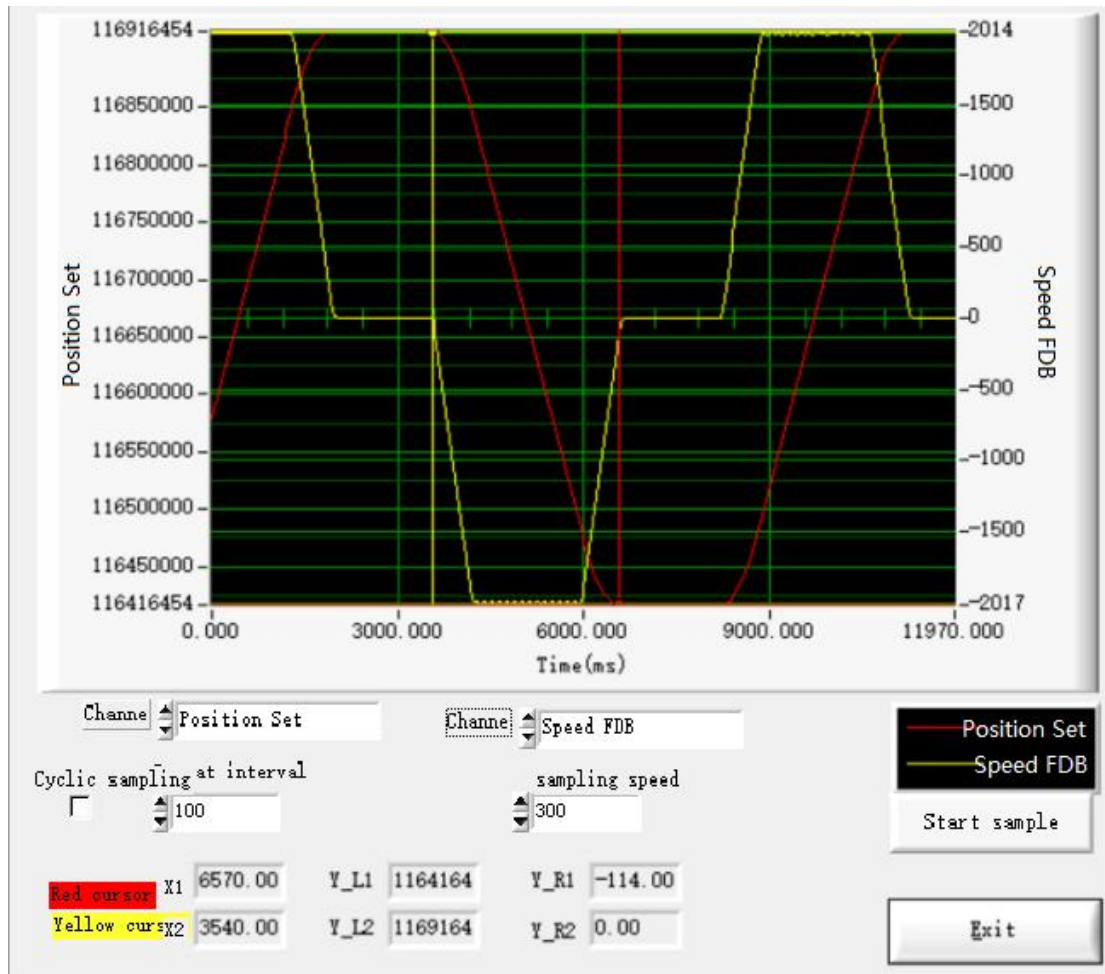 116916454
116850000
116800000
116750000
116700000
116650000
116600000
116550000
116500000
116450000
116416454
Position Set
2014
1500
1000
500
0
-500
-1000
-1500
-2017
Speed FDB
0.000 3000.000 6000.000 9000.000 11970.000
Time(ms)
Channe Position Set Channe Speed FDB
Position Set
Speed FDB
Cyclic sampling at interval sampling speed
100 300
Start sample
Red cursor X1 6570.00 Y_L1 1164164 Y_R1 -114.00
Yellow curs X2 3540.00 Y_L2 1169164 Y_R2 0.00
Exit